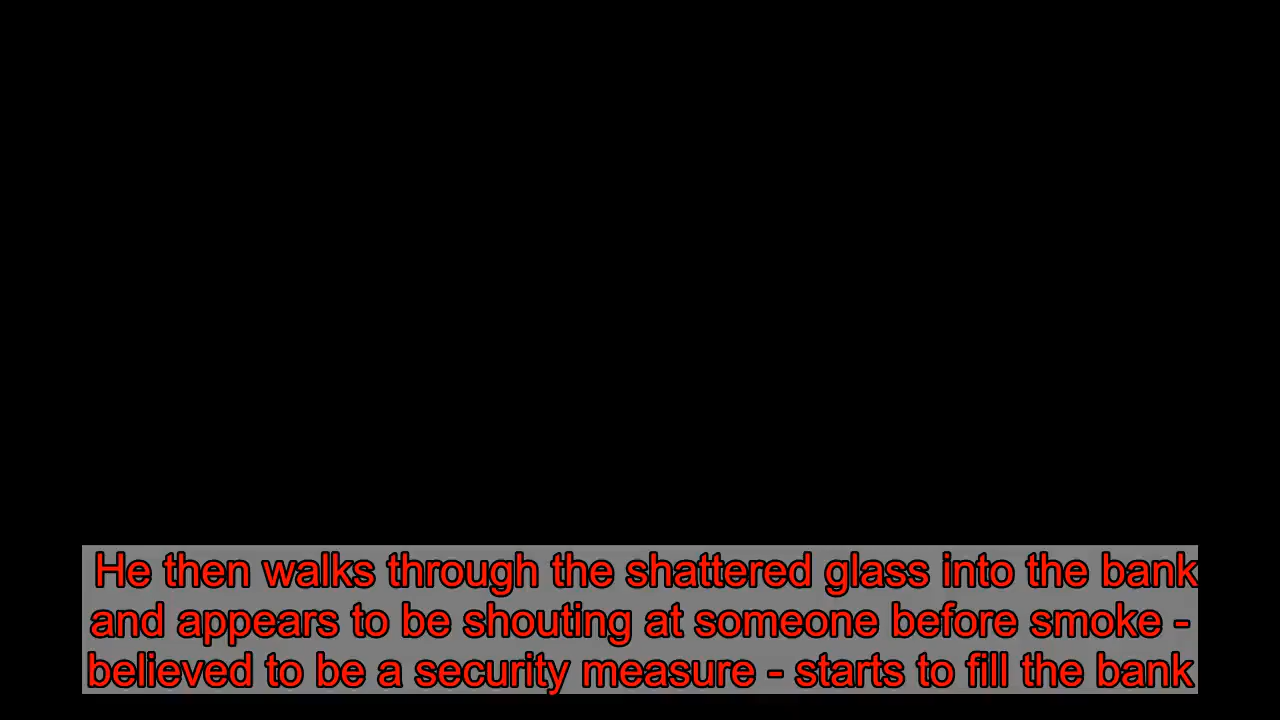 He then walks through the shattered glass into the bank
and appears to be shouting at someone before smoke -
believed to be a security measure - starts to fill the bank